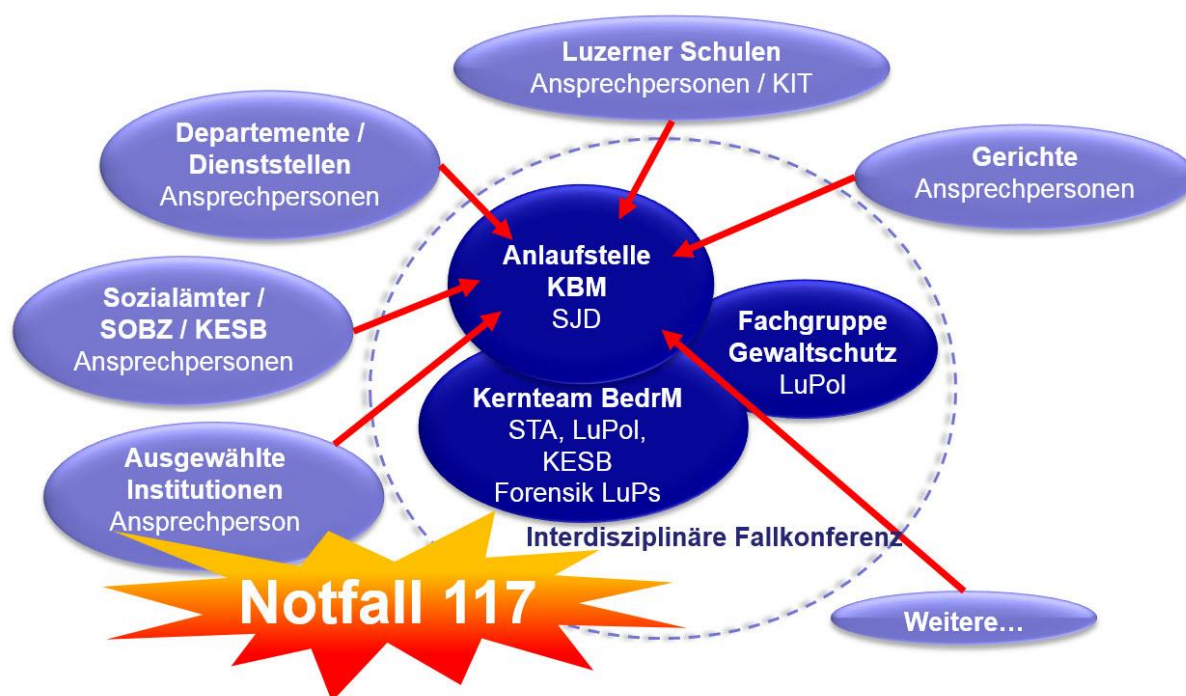 Luzerner Schulen
Ansprechpersonen / KIT
Departemente /
Dienststellen
Ansprechpersonen
Gerichte
Ansprechpersonen
Anlaufstelle
KBM
SJD
Sozialämter /
SOBZ / KESB
Ansprechpersonen
Fachgruppe
Gewaltschutz
LuPol
Kernteam BedrM
STA, LuPol,
KESB
Forensik LuPs
Ausgewählte
Institutionen
Ansprechperson
Interdisziplinäre Fallkonferenz
Notfall 117
Weitere...